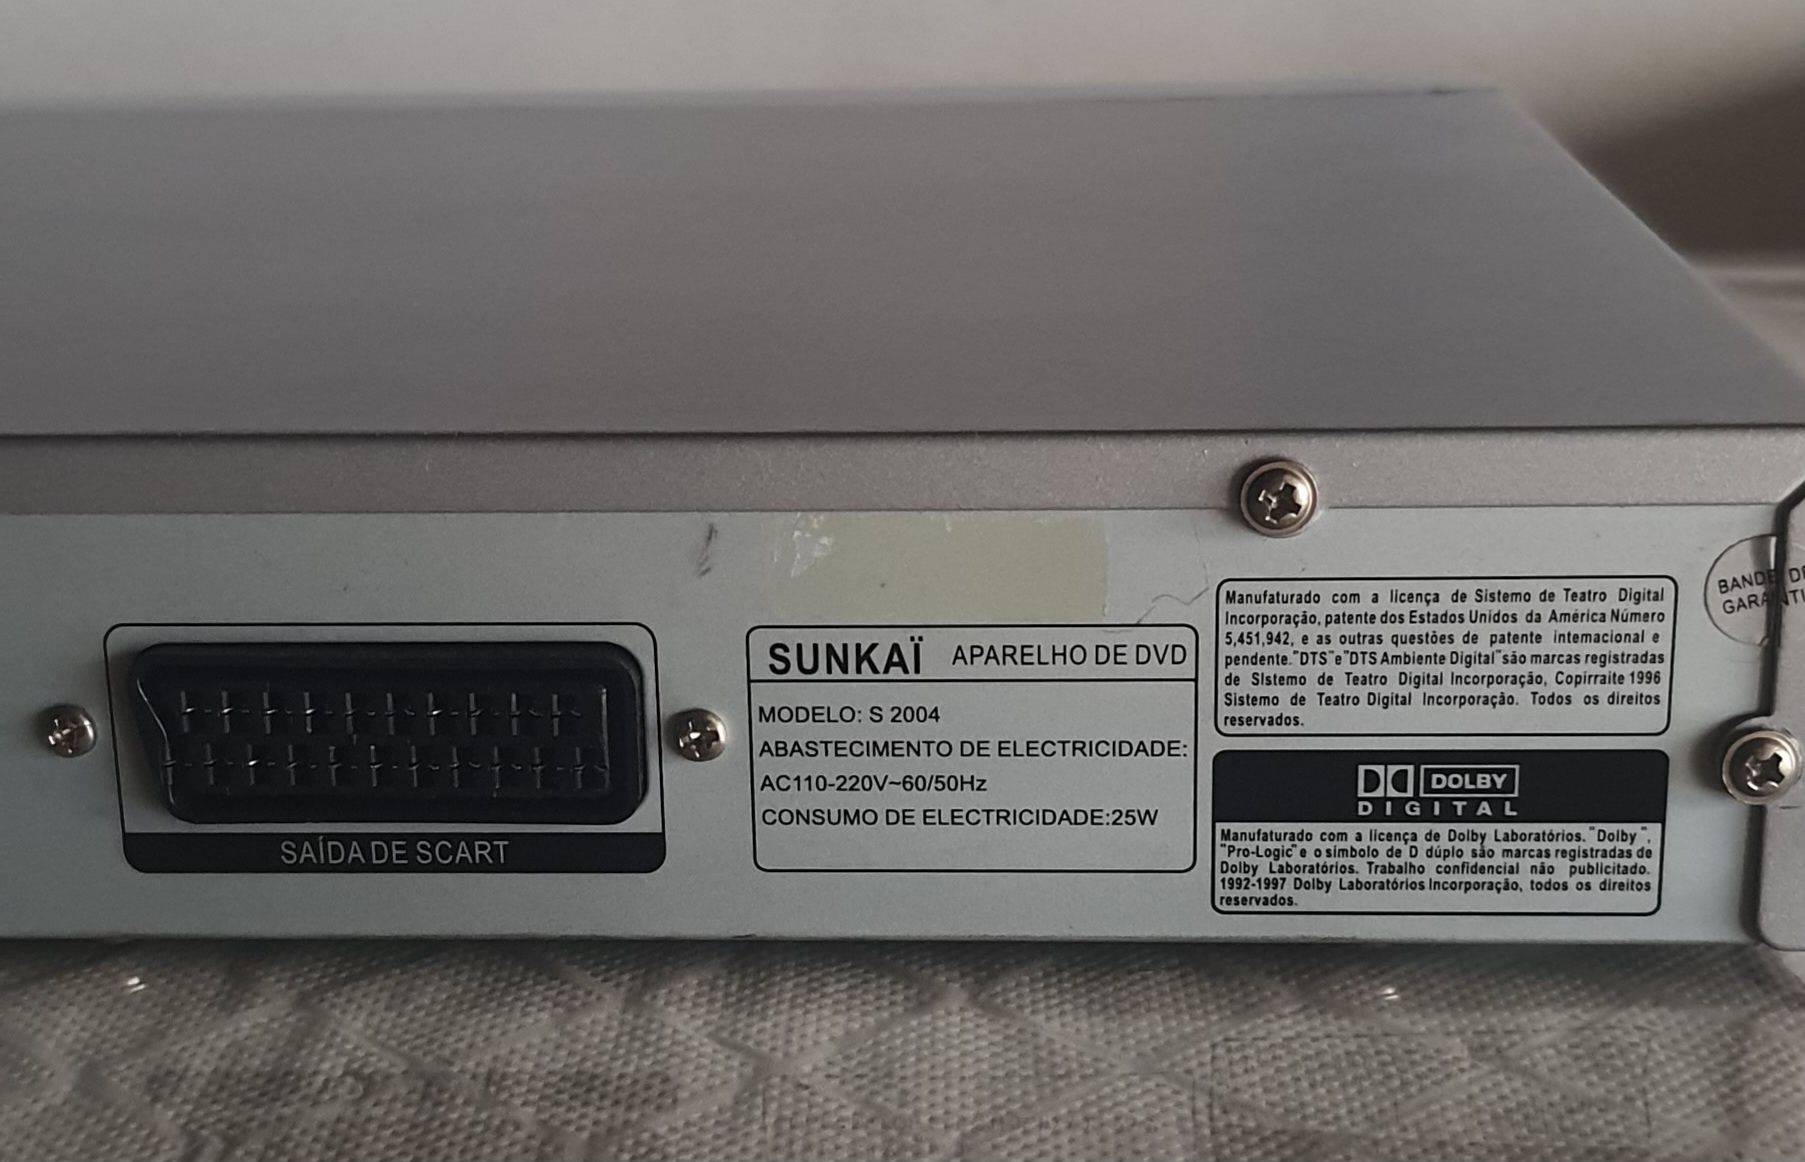 SAÍDA DE SCART
SUNKAÏ APARELHO DE DVD
MODELO: S 2004
ABASTECIMENTO DE ELECTRICIDADE:
AC110-220V~60/50Hz
CONSUMO DE ELECTRICIDADE:25W
Manufaturado com a licença de Sistemo de Teatro Digital
Incorporação, patente dos Estados Unidos da América Número
5,451,942, e as outras questões de patente intemacional e
pendente."DTS"e"DTS Ambiente Digital"são marcas registradas
de SIstemo de Teatro Digital Incorporação, Copirraite 1996
Sistemo de Teatro Digital Incorporação. Todos os direitos
reservados.
DOLBY
DIGITAL
Manufaturado com a licença de Dolby Laboratórios."Dolby",
"Pro-Logic"e o símbolo de D dúplo são marcas registradas de
Dolby Laboratórios. Trabalho confidencial não publicitado.
1992-1997 Dolby Laboratórios Incorporação, todos os direitos
reservados.